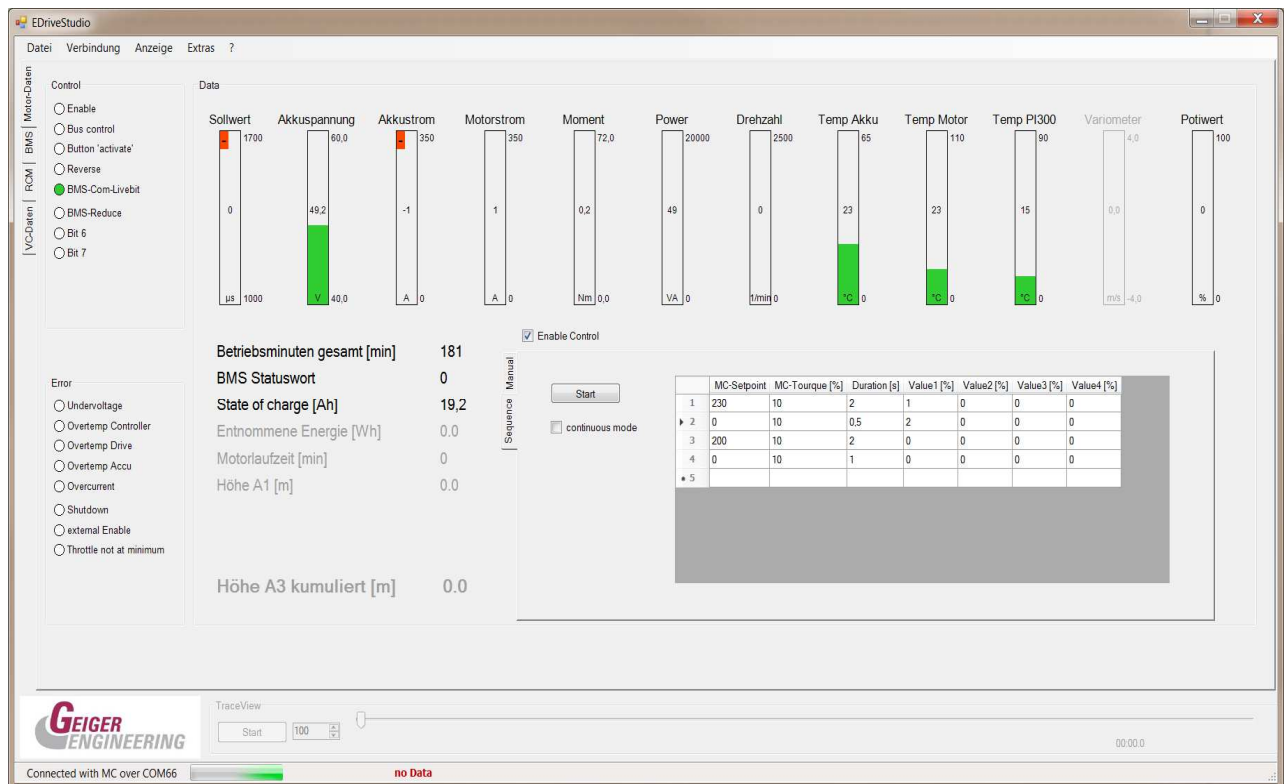 EDriveStudio
Datei Verbindung Anzeige Extras ?
Motor-Daten
BMS
RCM
VC-Daten
Control
Enable
Bus control
Button 'activate'
Reverse
BMS-Com-Livebit
BMS-Reduce
Bit 6
Bit 7
Error
Undervoltage
Overtemp Controller
Overtemp Drive
Overtemp Accu
Overcurrent
Shutdown
external Enable
Throttle not at minimum
Data
Sollwert Akkuspannung Akkustrom Motorstrom Moment Power Drehzahl Temp Akku Temp Motor Temp PI300 Variometer Potiwert
- 1700 60,0 - 350 350 72,0 20000 2500 65 110 90 4,0 100
0 49,2 -1 1 0,2 49 0 23 23 15 0,0 0
µs 1000 V 40,0 A 0 A 0 Nm 0,0 VA 0 1/min 0 °C 0 °C 0 °C 0 m/s -4,0 % 0
Betriebsminuten gesamt [min] 181
BMS Statuswort 0
State of charge [Ah] 19,2
Entnommene Energie [Wh] 0.0
Motorlaufzeit [min] 0
Höhe A1 [m] 0.0
Höhe A3 kumuliert [m] 0.0
Enable Control
Manual
Sequence
Start
continuous mode
MC-Setpoint MC-Tourque [%] Duration [s] Value1 [%] Value2 [%] Value3 [%] Value4 [%]
1 230 10 2 1 0 0 0
2 0 10 0,5 2 0 0 0
3 200 10 2 0 0 0 0
4 0 10 1 0 0 0 0
5
GEIGER
ENGINEERING
TraceView
Start 100
00:00.0
Connected with MC over COM66 no Data